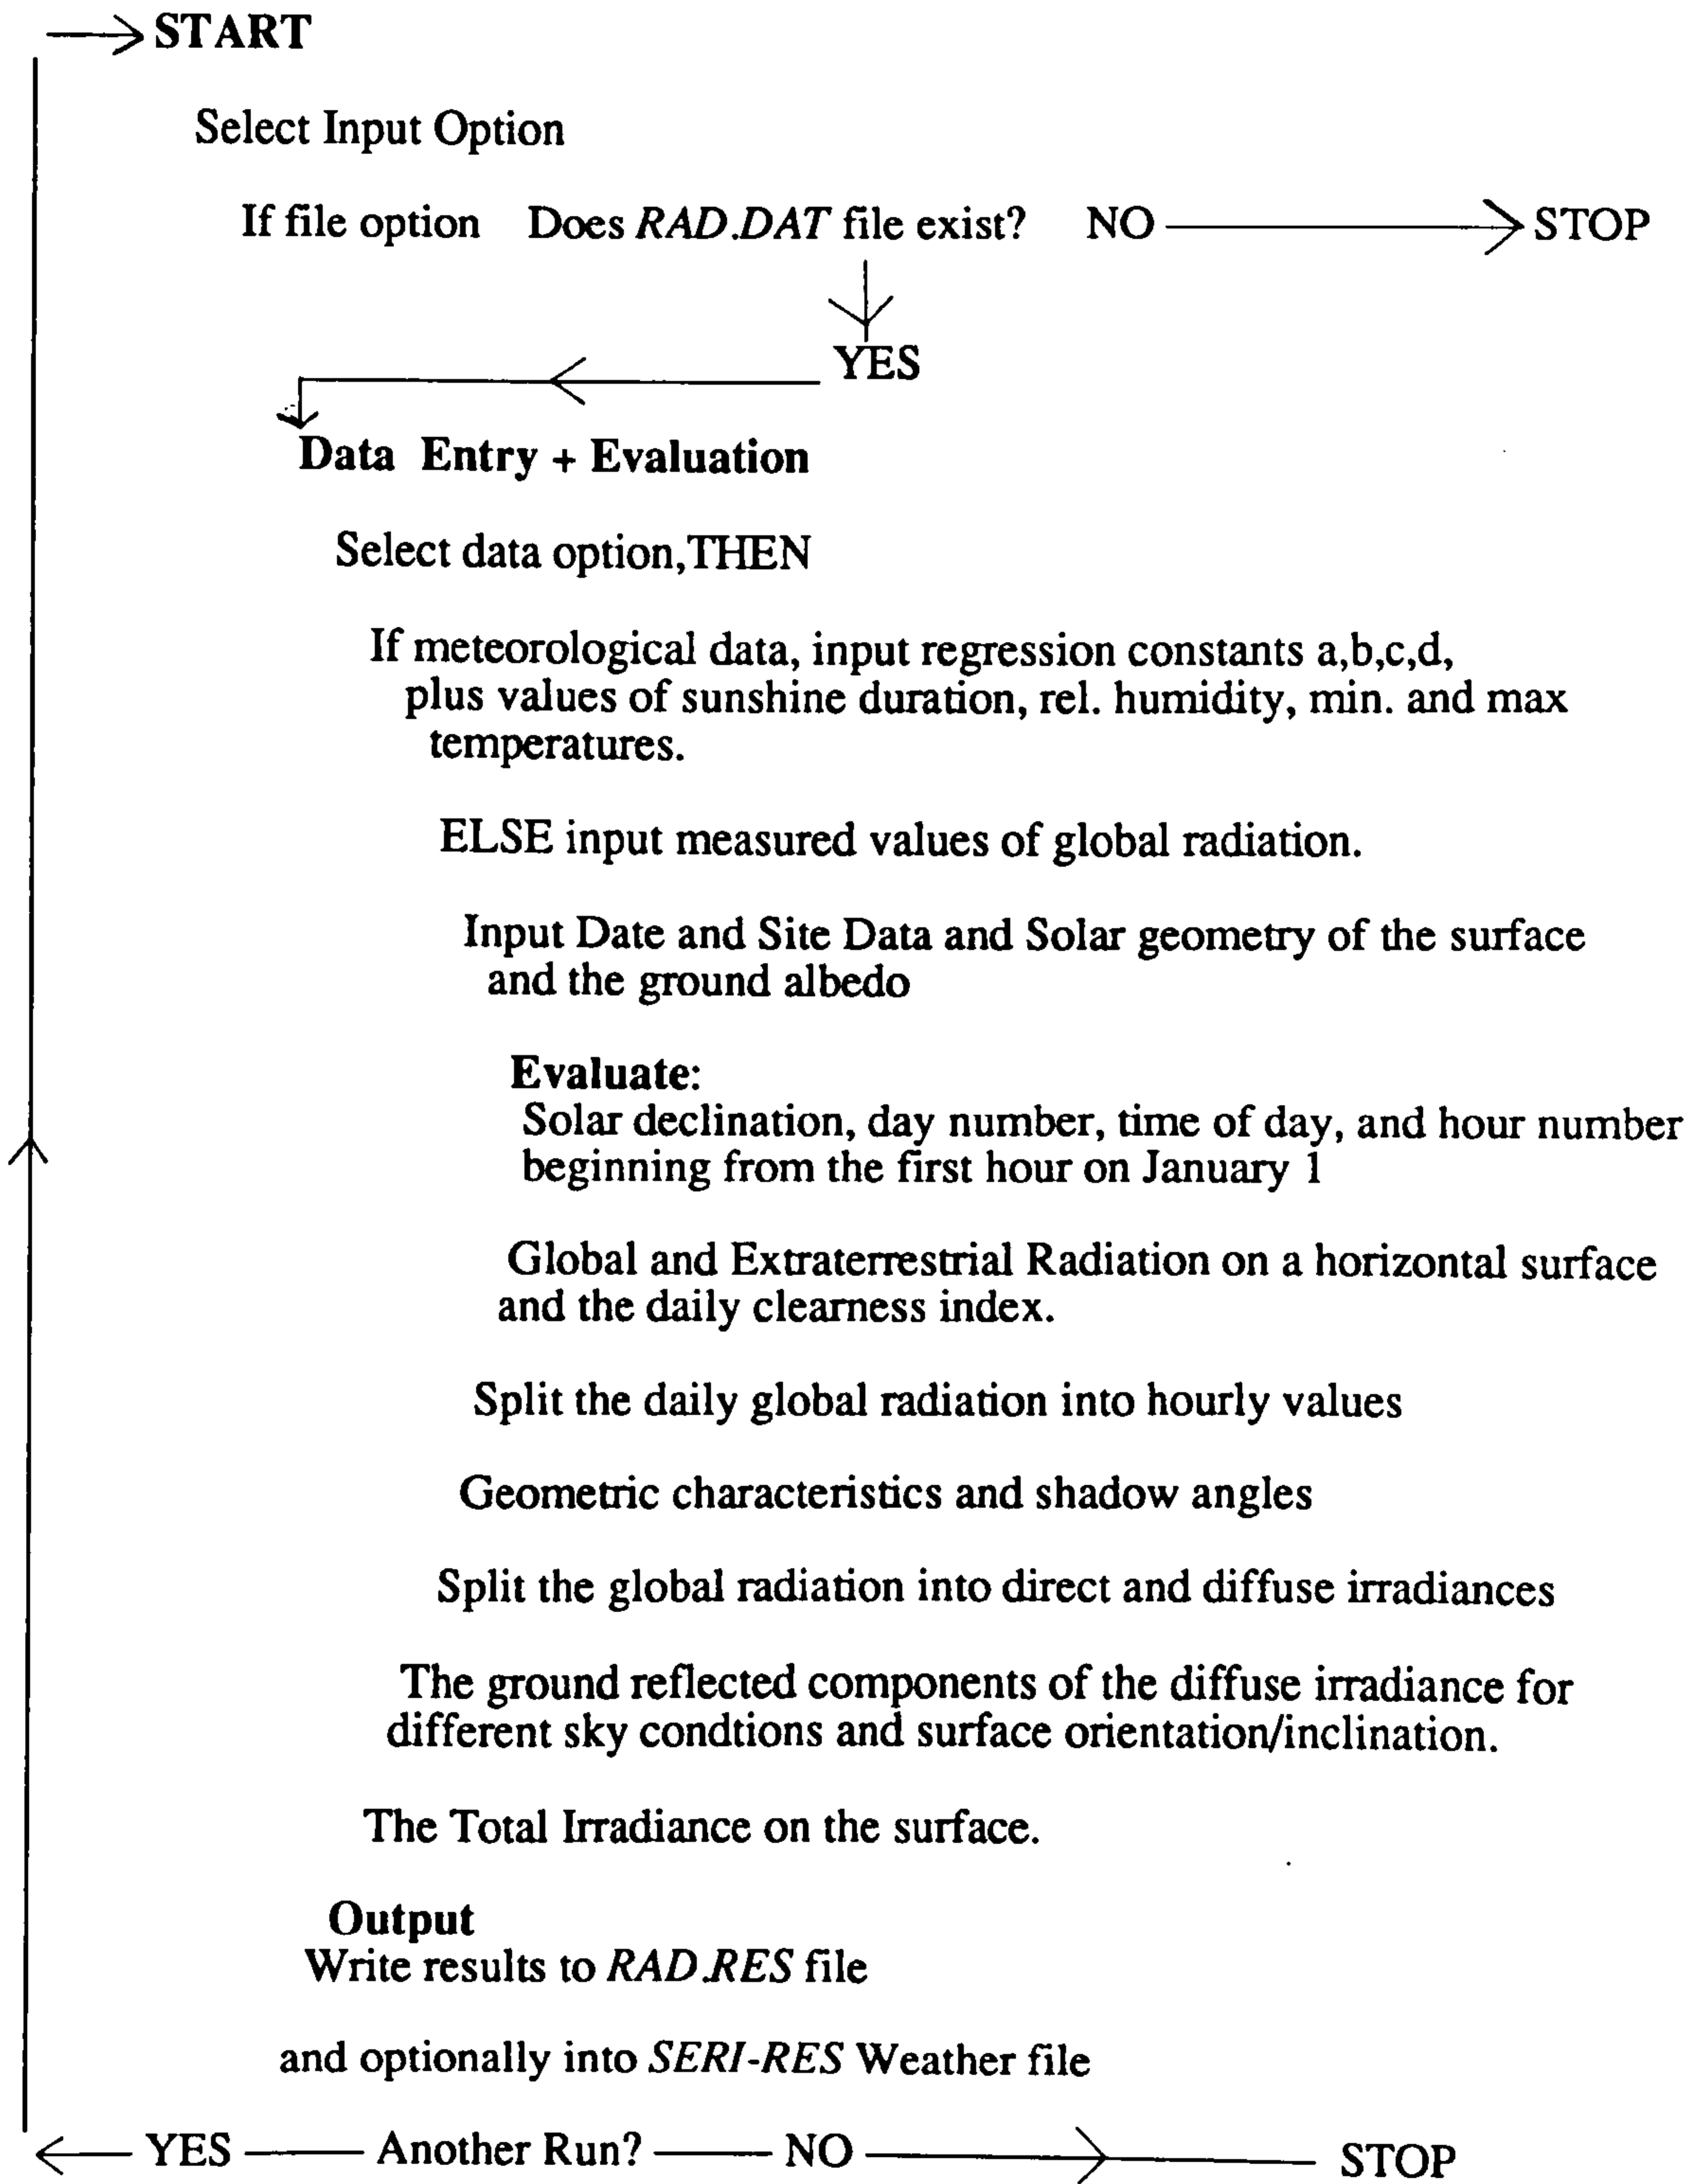 START
Select Input Option
If file option Does RAD.DAT file exist? NO STOP
YES
Data Entry + Evaluation
Select data option,THEN
If meteorological data, input regression constants a,b,c,d,
plus values of sunshine duration, rel. humidity, min. and max
temperatures.
ELSE input measured values of global radiation.
Input Date and Site Data and Solar geometry of the surface
and the ground albedo
Evaluate:
Solar declination, day number, time of day, and hour number
beginning from the first hour on January 1
Global and Extraterrestrial Radiation on a horizontal surface
and the daily clearness index.
Split the daily global radiation into hourly values
Geometric characteristics and shadow angles
Split the global radiation into direct and diffuse irradiances
The ground reflected components of the diffuse irradiance for
different sky condtions and surface orientation/inclination.
The Total Irradiance on the surface.
Output
Write results to RAD.RES file
and optionally into SERI-RES Weather file
YES Another Run? NO STOP